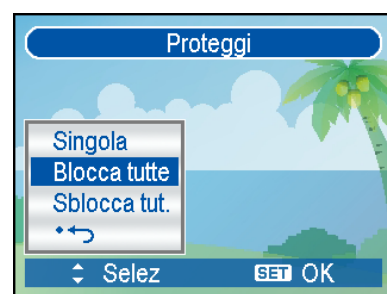 Proteggi
Singola
Blocca tutte
Sblocca tut.
Selez SET OK